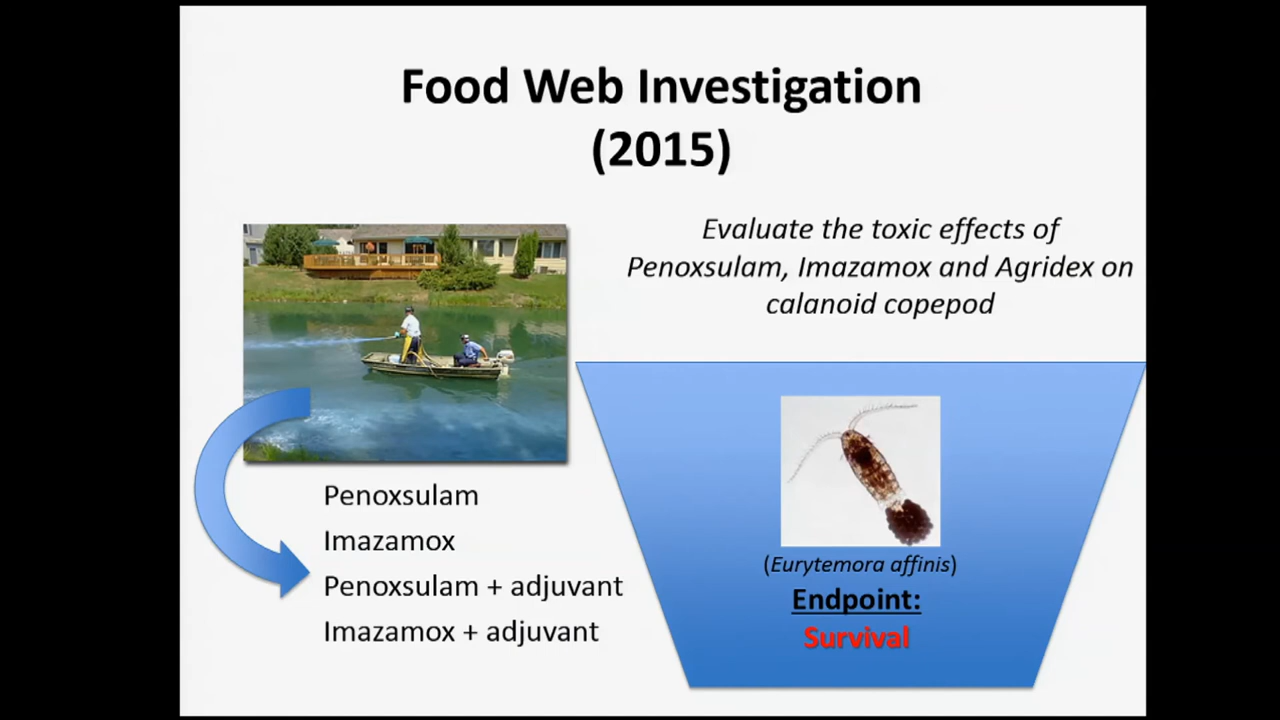 Food Web Investigation
(2015)
Evaluate the toxic effects of
Penoxsulam, Imazamox and Agridex on
calanoid copepod
Penoxsulam
Imazamox
Penoxsulam + adjuvant
Imazamox + adjuvant
(Eurytemora affinis)
Endpoint:
Survival